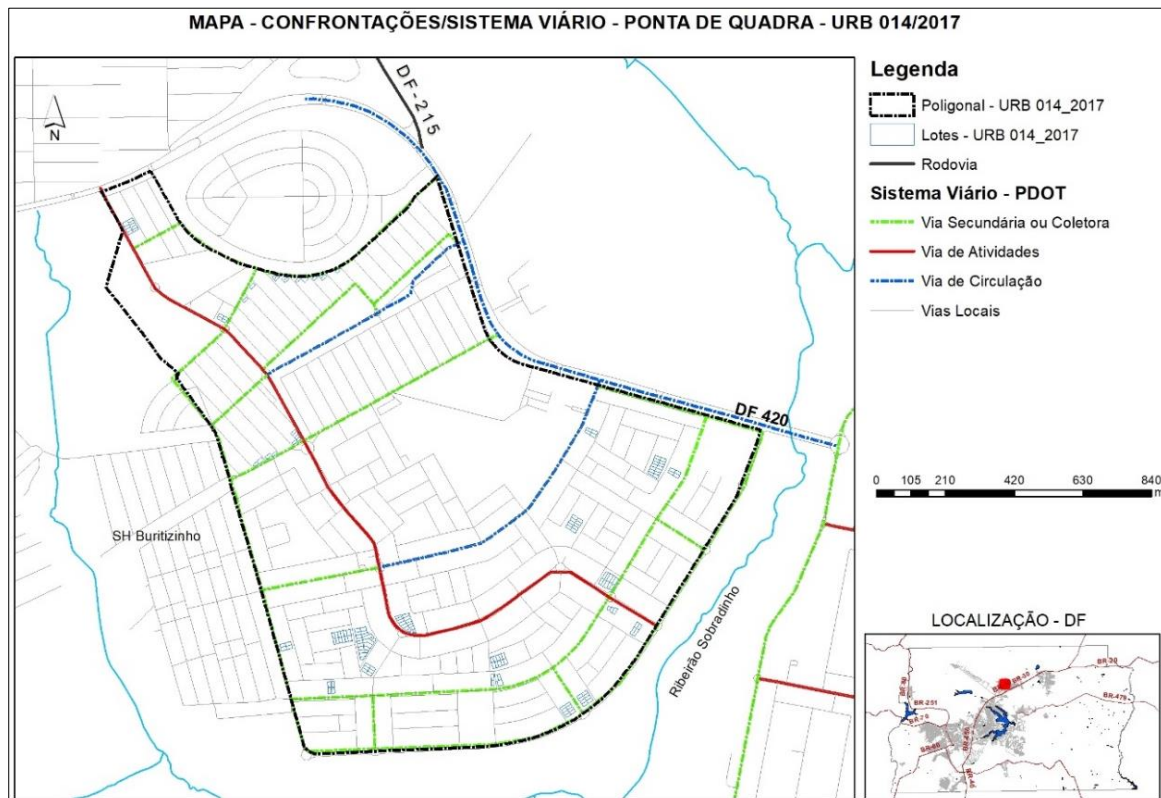 MAPA - CONFRONTAÇÕES/SISTEMA VIÁRIO - PONTA DE QUADRA - URB 014/2017
DF-215
N
DF 420
SH Buritizinho
Ribeirão Sobradinho
Legenda
Poligonal - URB 014_2017
Lotes - URB 014_2017
Rodovia
Sistema Viário - PDOT
Via Secundária ou Coletora
Via de Atividades
Via de Circulação
Vias Locais
0 105 210 420 630 840
m
LOCALIZAÇÃO - DF
BR-251